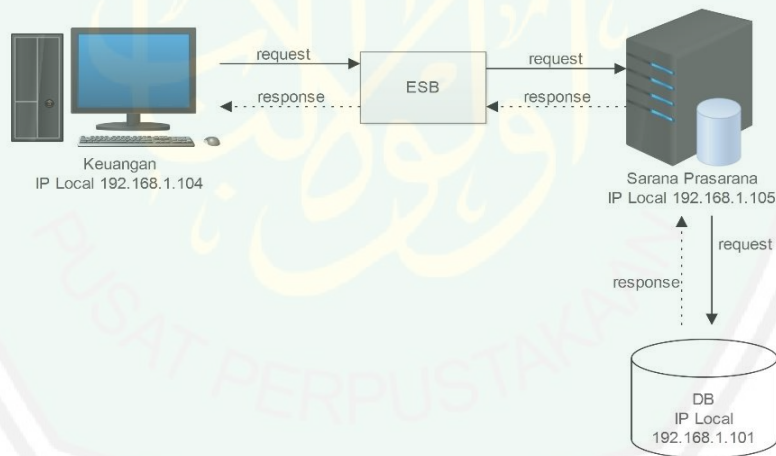 request
request
ESB
response
response
Keuangan
IP Local 192.168.1.104
Sarana Prasarana
IP Local 192.168.1.105
request
response
DB
IP Local
192.168.1.101
PUSAT PERPUSTAKAAN